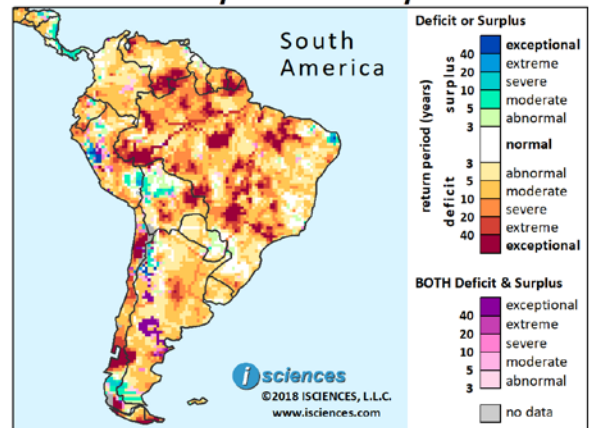 South
America
Deficit or Surplus
exceptional
40
extreme
20
severe
10
moderate
5
abnormal
3
normal
3
abnormal
5
moderate
10
severe
20
extreme
40
exceptional
return period (years)
surplus
deficit
BOTH Deficit & Surplus
exceptional
40
extreme
20
severe
10
moderate
5
abnormal
3
no data
i sciences
©2018 ISCIENCES, L.L.C.
www.isciences.com